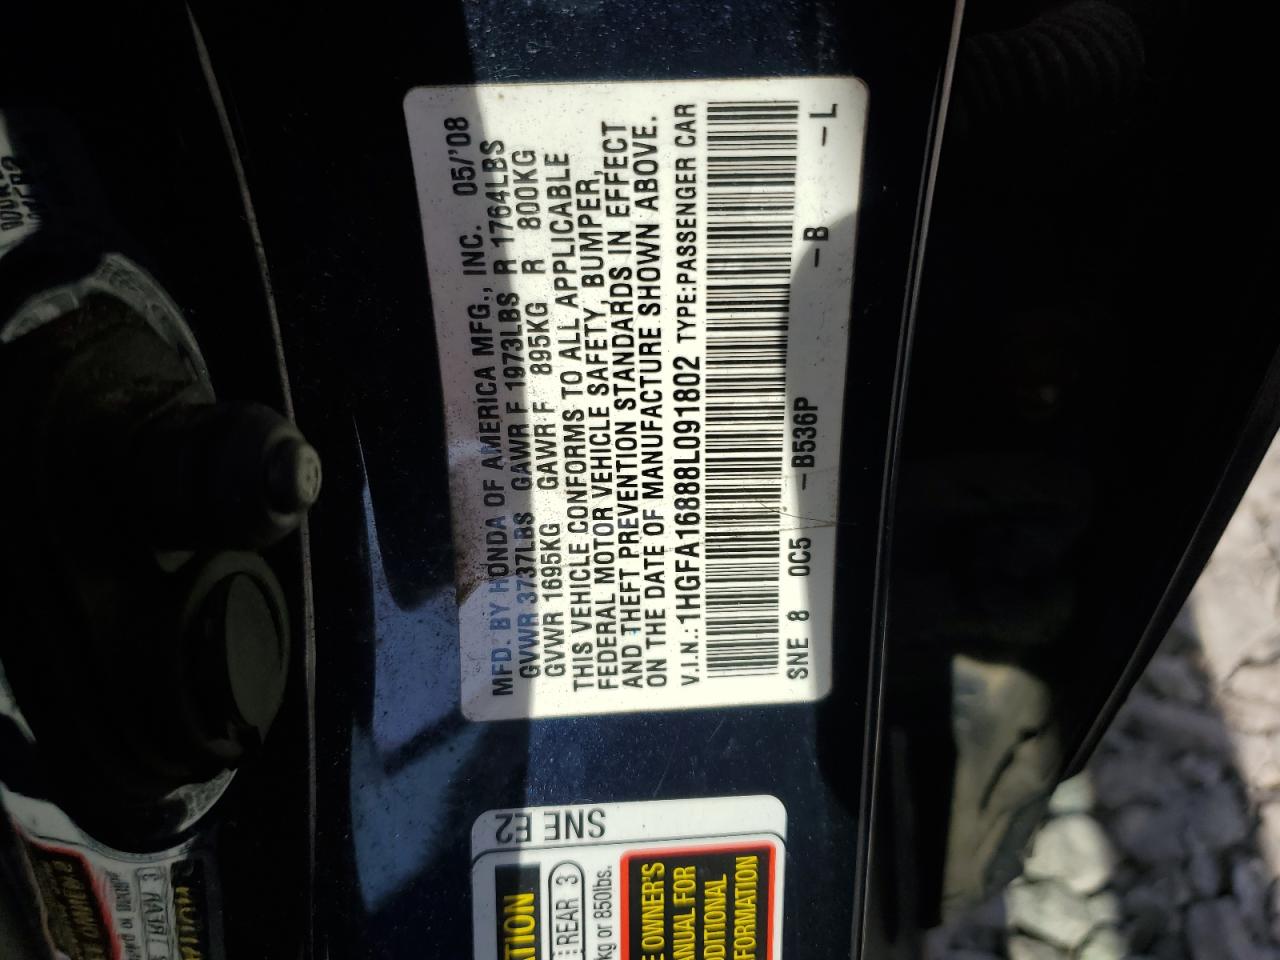 MFD. BY HONDA OF AMERICA MFG., INC. 05/'08
GVWR 3737LBS GAWR F 1973LBS R 1764LBS
GVWR 1695KG GAWR F 895KG R 800KG
THIS VEHICLE CONFORMS TO ALL APPLICABLE
FEDERAL MOTOR VEHICLE SAFETY, BUMPER,
AND THEFT PREVENTION STANDARDS IN EFFECT
ON THE DATE OF MANUFACTURE SHOWN ABOVE.
V.I.N.: 1HGFA16888L091802 TYPE:PASSENGER CAR
SNE 8 0C5 -B536P -B -L
SNE E2
REAR 3
kg or 850lbs.
OWNER'S
FOR